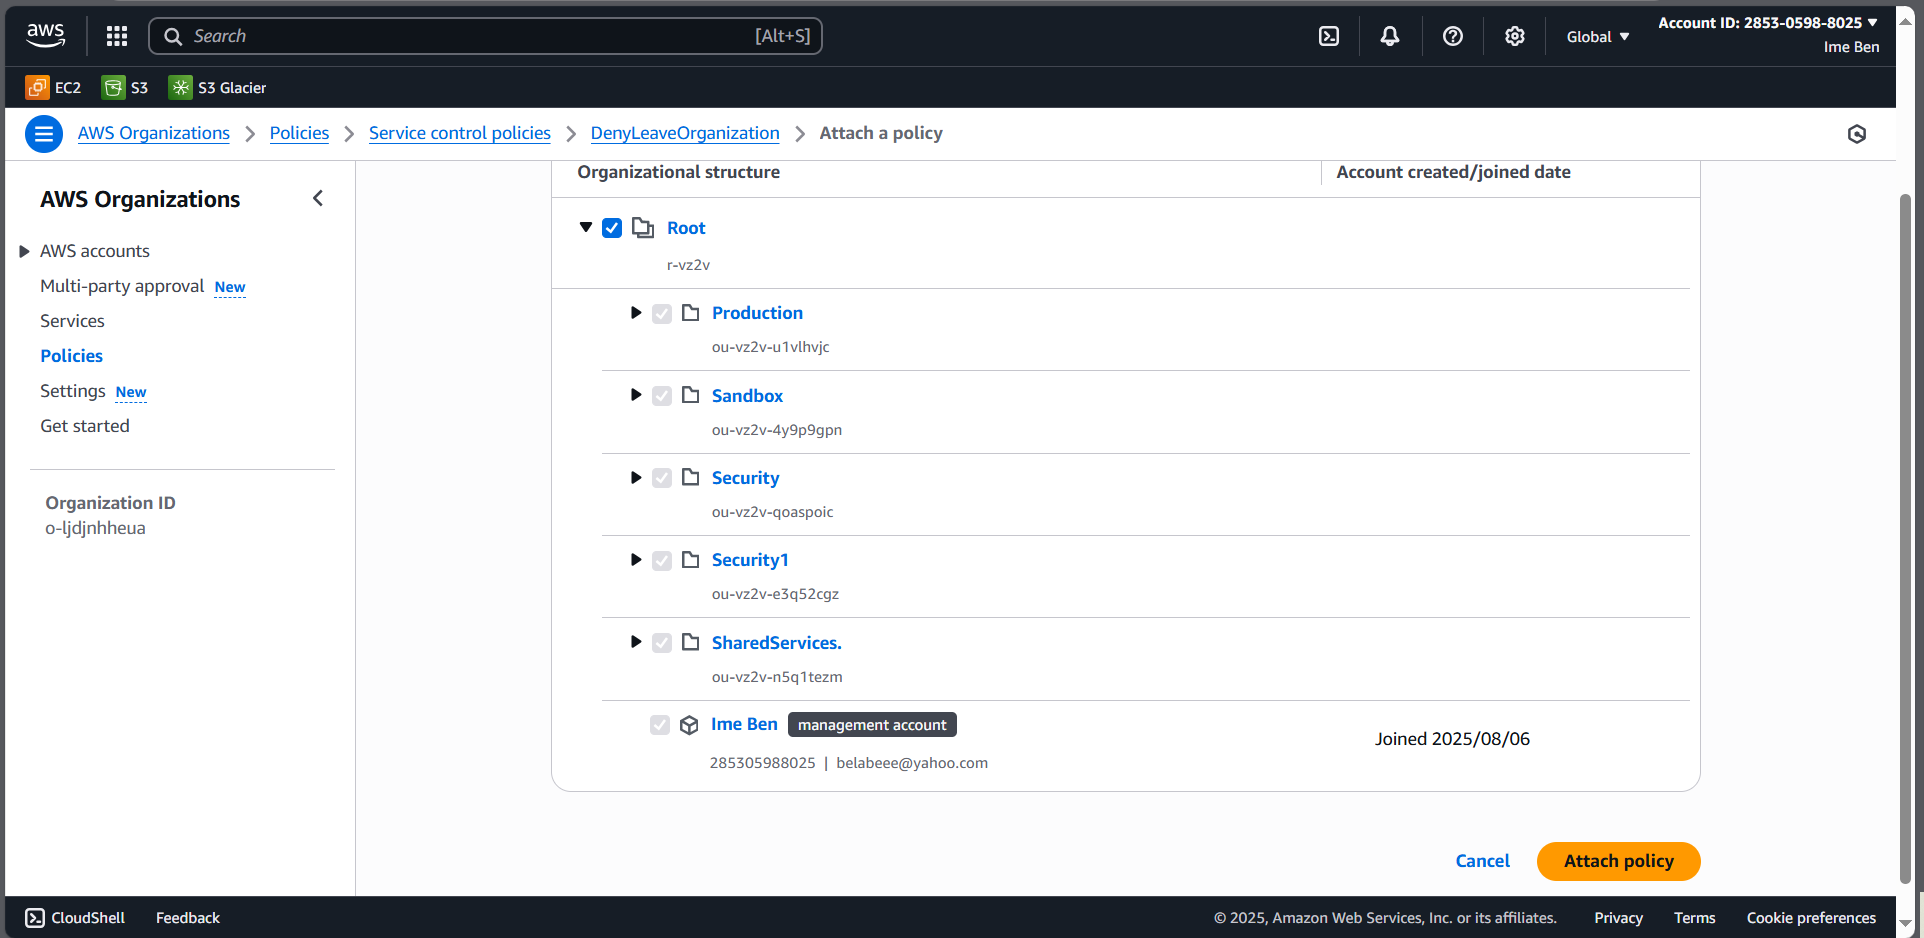 aws
Search [Alt+S]
Global
Account ID: 2853-0598-8025
Ime Ben
EC2 S3 S3 Glacier
AWS Organizations Policies Service control policies DenyLeaveOrganization Attach a policy
AWS Organizations
AWS accounts
Multi-party approval New
Services
Policies
Settings New
Get started
Organization ID
o-ljdjnhheua
Organizational structure Account created/joined date
Root
r-vz2v
Production
ou-vz2v-u1vlhvjc
Sandbox
ou-vz2v-4y9p9gpn
Security
ou-vz2v-qoaspoic
Security1
ou-vz2v-e3q52cgz
SharedServices.
ou-vz2v-n5q1tezm
Ime Ben management account
Joined 2025/08/06
285305988025 | belabeee@yahoo.com
Cancel Attach policy
CloudShell Feedback © 2025, Amazon Web Services, Inc. or its affiliates. Privacy Terms Cookie preferences